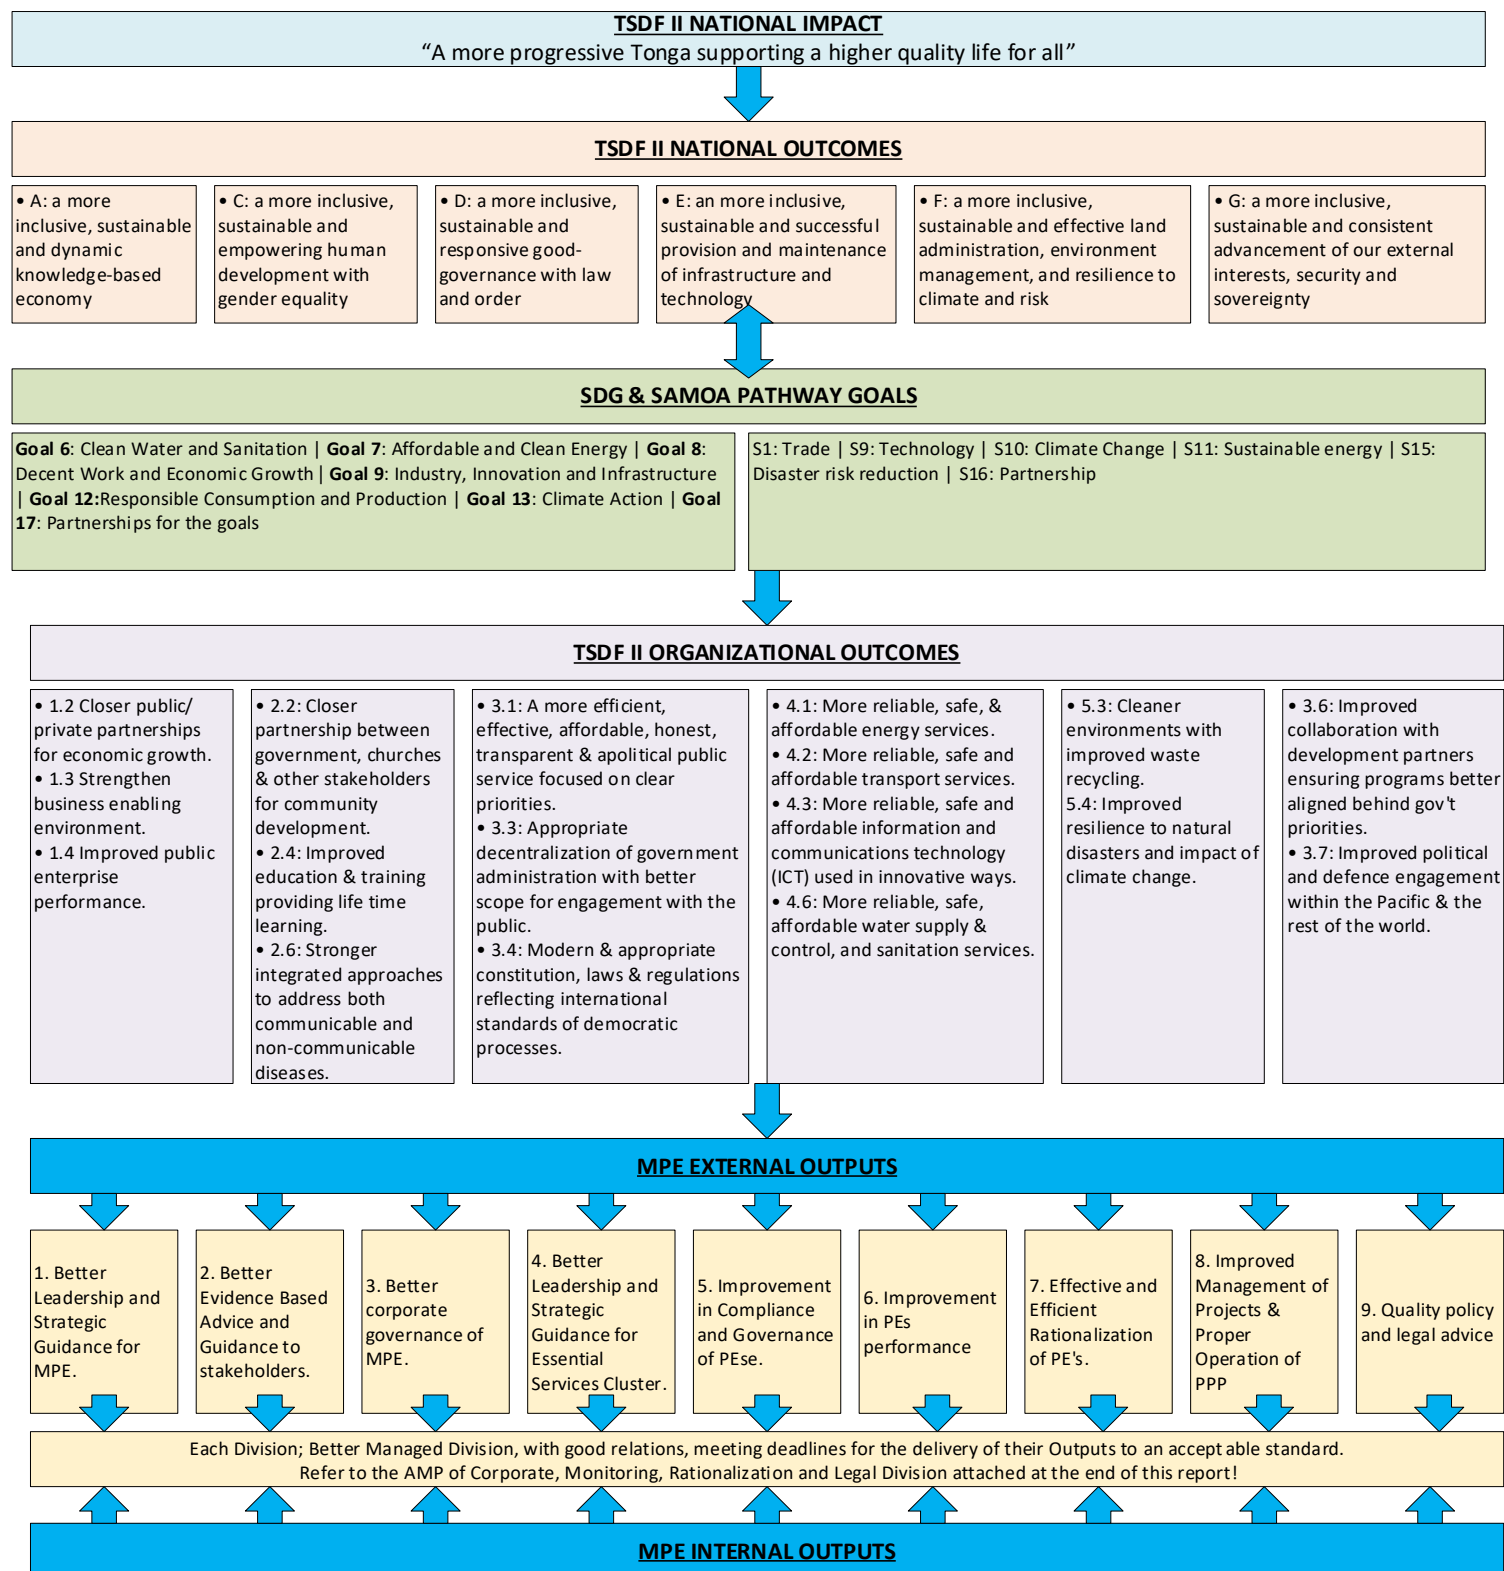 TSDF II NATIONAL IMPACT
“A more progressive Tonga supporting a higher quality life for all”
TSDF II NATIONAL OUTCOMES
• A: a more
inclusive, sustainable
and dynamic
knowledge-based
economy
• C: a more inclusive,
sustainable and
empowering human
development with
gender equality
• D: a more inclusive,
sustainable and
responsive good-
governance with law
and order
• E: an more inclusive,
sustainable and successful
provision and maintenance
of infrastructure and
technology
• F: a more inclusive,
sustainable and effective land
administration, environment
management, and resilience to
climate and risk
• G: a more inclusive,
sustainable and consistent
advancement of our external
interests, security and
sovereignty
SDG & SAMOA PATHWAY GOALS
Goal 6: Clean Water and Sanitation | Goal 7: Affordable and Clean Energy | Goal 8:
Decent Work and Economic Growth | Goal 9: Industry, Innovation and Infrastructure
| Goal 12:Responsible Consumption and Production | Goal 13: Climate Action | Goal
17: Partnerships for the goals
S1: Trade | S9: Technology | S10: Climate Change | S11: Sustainable energy | S15:
Disaster risk reduction | S16: Partnership
TSDF II ORGANIZATIONAL OUTCOMES
• 1.2 Closer public/
private partnerships
for economic growth.
• 1.3 Strengthen
business enabling
environment.
• 1.4 Improved public
enterprise
performance.
• 2.2: Closer
partnership between
government, churches
& other stakeholders
for community
development.
• 2.4: Improved
education & training
providing life time
learning.
• 2.6: Stronger
integrated approaches
to address both
communicable and
non-communicable
diseases.
• 3.1: A more efficient,
effective, affordable, honest,
transparent & apolitical public
service focused on clear
priorities.
• 3.3: Appropriate
decentralization of government
administration with better
scope for engagement with the
public.
• 3.4: Modern & appropriate
constitution, laws & regulations
reflecting international
standards of democratic
processes.
• 4.1: More reliable, safe, &
affordable energy services.
• 4.2: More reliable, safe and
affordable transport services.
• 4.3: More reliable, safe and
affordable information and
communications technology
(ICT) used in innovative ways.
• 4.6: More reliable, safe,
affordable water supply &
control, and sanitation services.
• 5.3: Cleaner
environments with
improved waste
recycling.
5.4: Improved
resilience to natural
disasters and impact of
climate change.
• 3.6: Improved
collaboration with
development partners
ensuring programs better
aligned behind gov't
priorities.
• 3.7: Improved political
and defence engagement
within the Pacific & the
rest of the world.
MPE EXTERNAL OUTPUTS
1. Better
Leadership and
Strategic
Guidance for
MPE.
2. Better
Evidence Based
Advice and
Guidance to
stakeholders.
3. Better
corporate
governance of
MPE.
4. Better
Leadership and
Strategic
Guidance for
Essential
Services Cluster.
5. Improvement
in Compliance
and Governance
of PEse.
6. Improvement
in PEs
performance
7. Effective and
Efficient
Rationalization
of PE's.
8. Improved
Management of
Projects &
Proper
Operation of
PPP
9. Quality policy
and legal advice
Each Division; Better Managed Division, with good relations, meeting deadlines for the delivery of their Outputs to an acceptable standard.
Refer to the AMP of Corporate, Monitoring, Rationalization and Legal Division attached at the end of this report!
MPE INTERNAL OUTPUTS